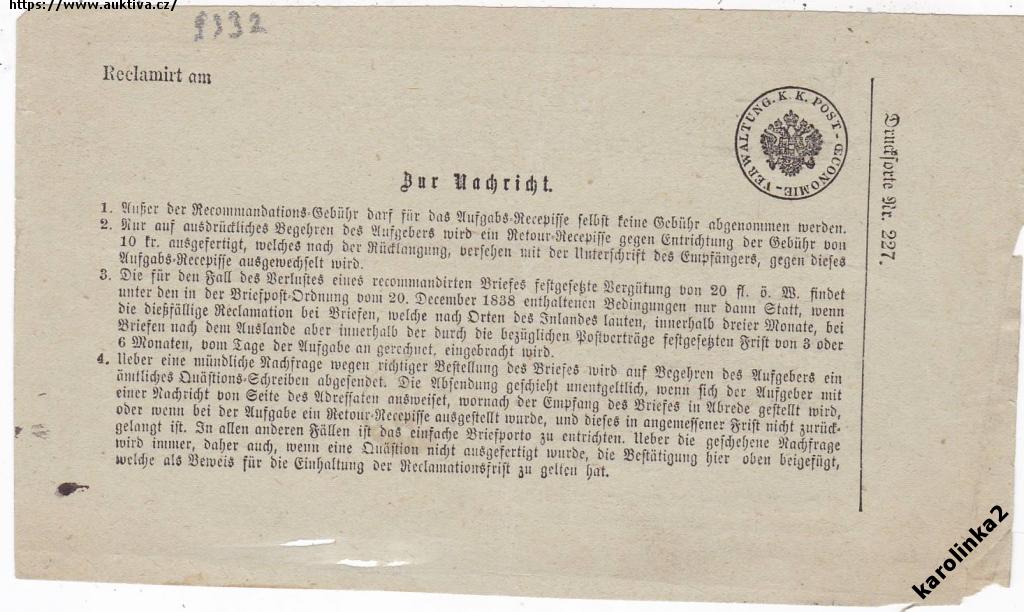 https://www.auktiva.cz/
9332
Reclamirt am
VERWALTUNG. K. K. POST-ŒCONOMIE-
Drucksorte Nr. 227.
Zur Nachricht.
1. Außer der Recommandations-Gebühr darf für das Aufgabs-Recepisse selbst keine Gebühr abgenommen werden.
2. Nur auf ausdrückliches Begehren des Aufgebers wird ein Retour-Recepisse gegen Entrichtung der Gebühr von
10 kr. ausgefertigt, welches nach der Rücklangung, versehen mit der Unterschrift des Empfängers, gegen dieses
Aufgabs-Recepisse ausgewechselt wird.
3. Die für den Fall des Verlustes eines recommandirten Briefes festgesetzte Vergütung von 20 fl. ö. W. findet
unter den in der Briefpost-Ordnung vom 20. December 1838 enthaltenen Bedingungen nur dann Statt, wenn
die dießfällige Reclamation bei Briefen, welche nach Orten des Inlandes lauten, innerhalb dreier Monate, bei
Briefen nach dem Auslande aber innerhalb der durch die bezüglichen Postverträge festgesetzten Frist von 3 oder
6 Monaten, vom Tage der Aufgabe an gerechnet, eingebracht wird.
4. Ueber eine mündliche Nachfrage wegen richtiger Bestellung des Briefes wird auf Begehren des Aufgebers ein
ämtliches Quästions-Schreiben abgesendet. Die Absendung geschieht unentgeltlich, wenn sich der Aufgeber mit
einer Nachricht von Seite des Adressaten ausweiset, wornach der Empfang des Briefes in Abrede gestellt wird,
oder wenn bei der Aufgabe ein Retour-Recepisse ausgestellt wurde, und dieses in angemessener Frist nicht zurück-
gelangt ist. In allen anderen Fällen ist das einfache Briefporto zu entrichten. Ueber die geschehene Nachfrage
wird immer, daher auch, wenn eine Quästion nicht ausgefertigt wurde, die Bestätigung hier oben beigefügt,
welche als Beweis für die Einhaltung der Reclamationsfrist zu gelten hat.
karolinka2